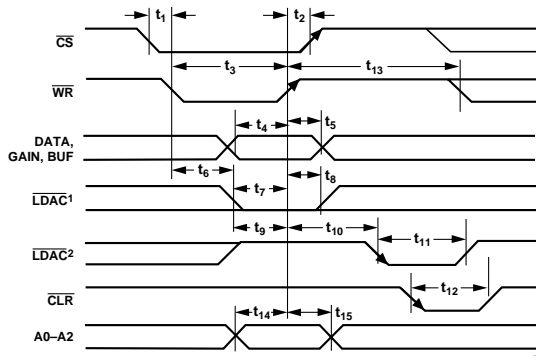 t1 t2
CS
t3 t13
WR
t4 t5
DATA,
GAIN, BUF
t6 t7 t8
LDAC1
t9 t10 t11
LDAC2
t12
CLR
t14 t15
A0–A2